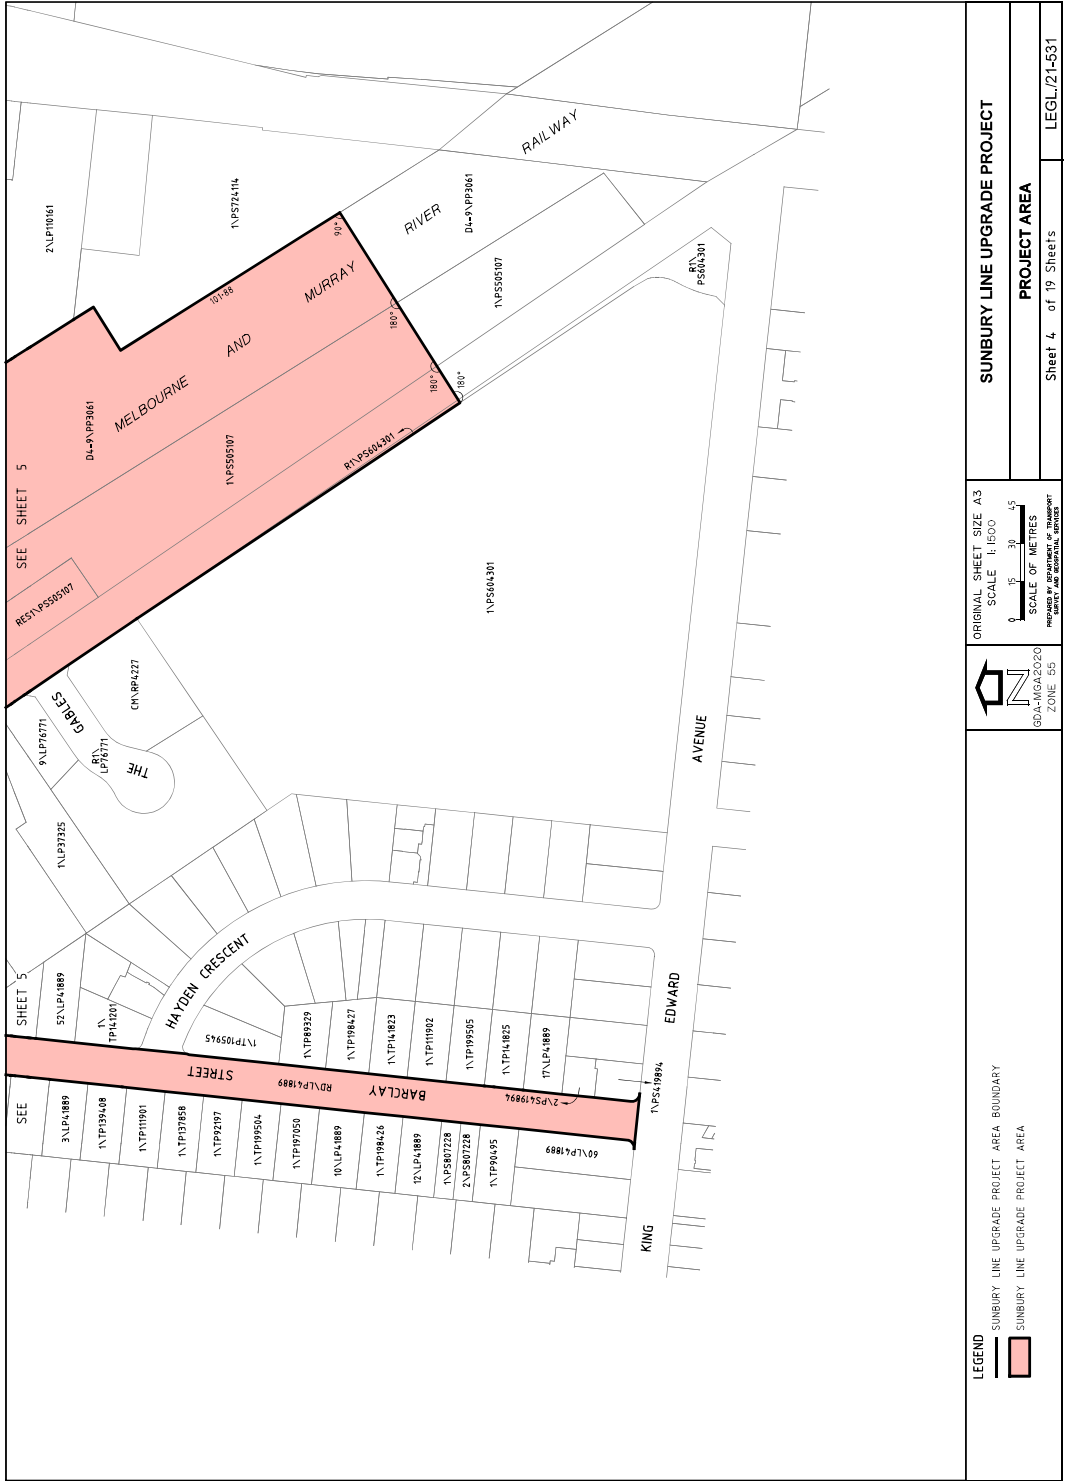 SEE SHEET 5
SEE SHEET 5
3\LP41889
1\TP139408
1\TP111901
1\TP137858
1\TP92197
1\TP199504
1\TP197050
10\LP41889
1\TP198426
12\LP41889
1\PS807228
2\PS807228
1\TP90495
60\LP41889
STREET
RD\LP41889
BARCLAY
2\PS419894
1\PS419894
52\LP41889
1\
TP141201
1\TP105945
1\TP89329
1\TP198427
1\TP141823
1\TP111902
1\TP199505
1\TP141825
17\LP41889
HAYDEN CRESCENT
KING
EDWARD
AVENUE
1\LP37325
9\LP76771
R1\
LP76771
THE
GABLES
CM\RP4227
RES1\PS505107
1\PS604301
R1\PS604301
1\PS505107
D4-9\PP3061
MELBOURNE
AND
MURRAY
RIVER
RAILWAY
101·88
90°
180°
180°
180°
2\LP110161
1\PS724114
D4-9\PP3061
1\PS505107
R1\
PS604301
LEGEND
SUNBURY LINE UPGRADE PROJECT AREA BOUNDARY
SUNBURY LINE UPGRADE PROJECT AREA
N
GDA-MGA2020
ZONE 55
ORIGINAL SHEET SIZE A3
SCALE 1:1500
0 15 30 45
SCALE OF METRES
PREPARED BY DEPARTMENT OF TRANSPORT
SURVEY AND GEOSPATIAL SERVICES
SUNBURY LINE UPGRADE PROJECT
PROJECT AREA
Sheet 4 of 19 Sheets
LEGL./21-531